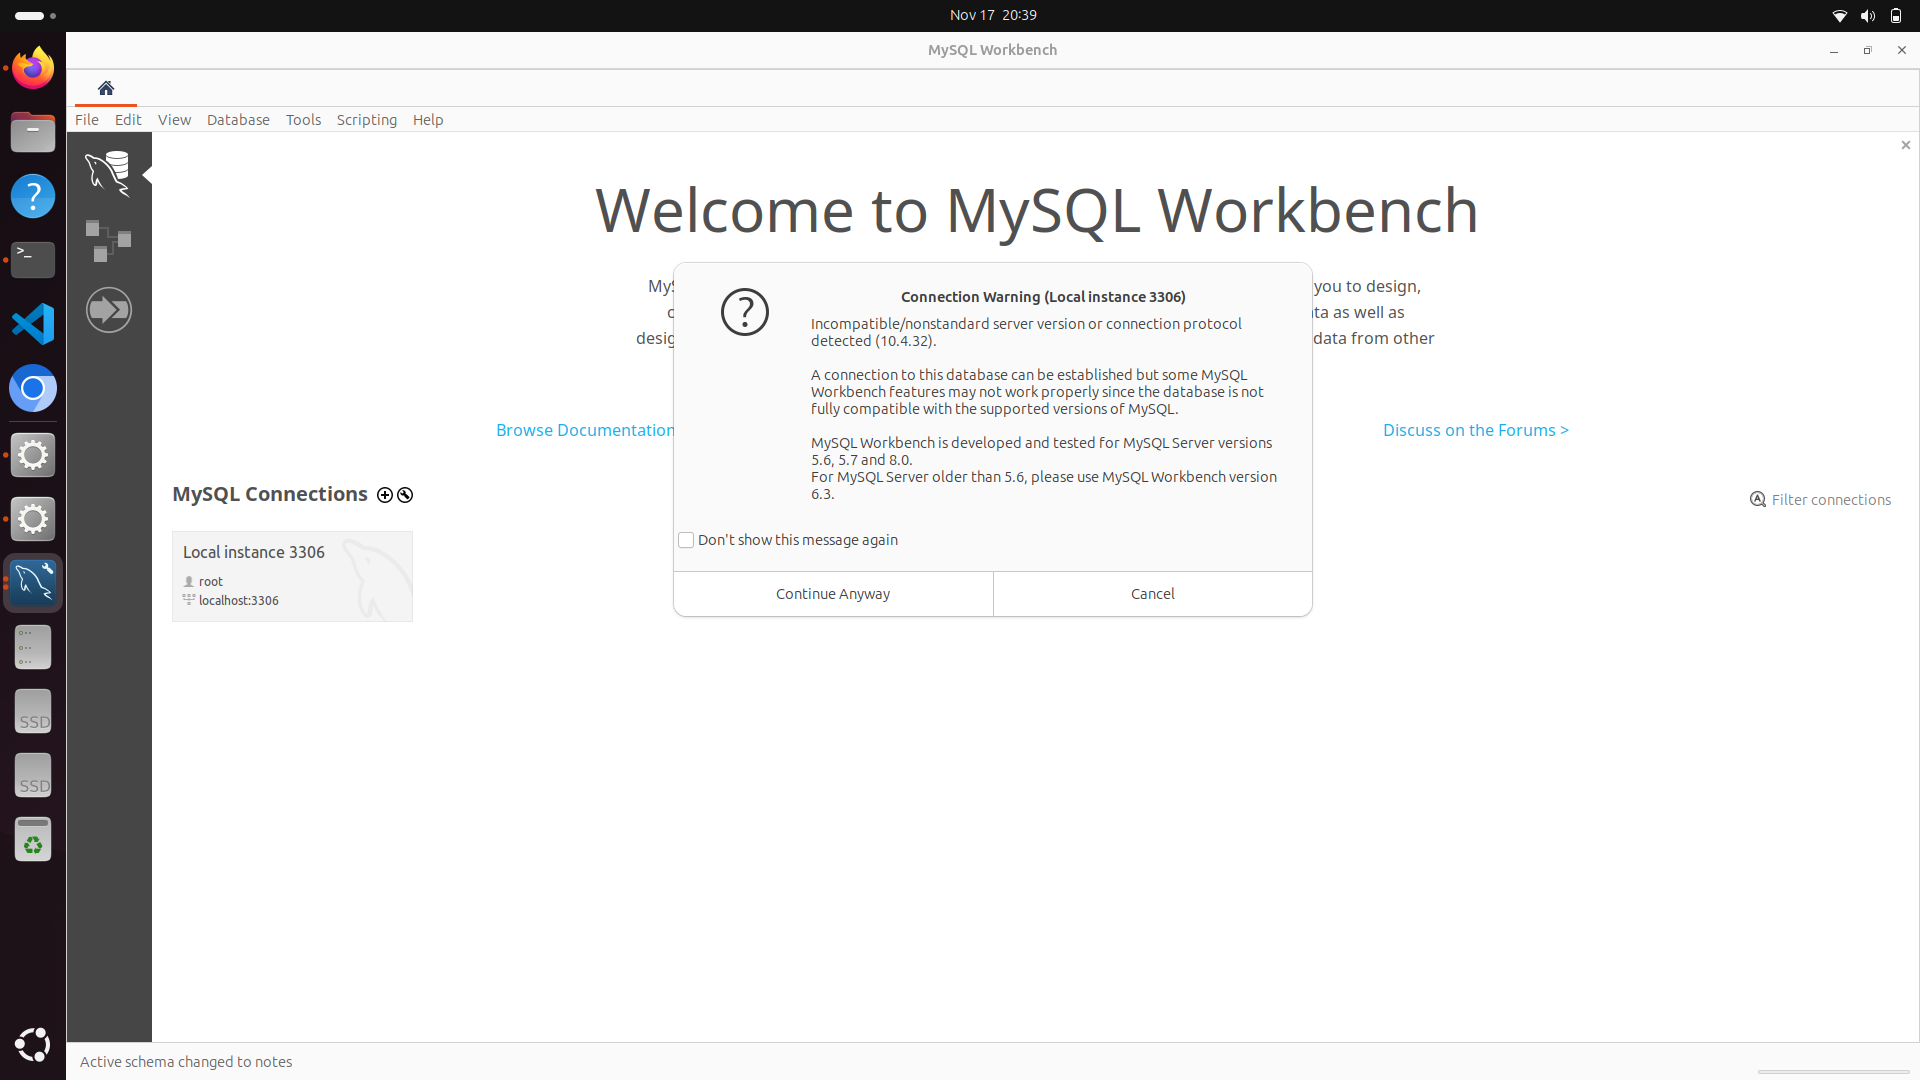 Nov 17 20:39
MySQL Workbench
File Edit View Database Tools Scripting Help
Welcome to MySQL Workbench
MyS
you to design,
ta as well as
desig
data from other
Connection Warning (Local instance 3306)
Incompatible/nonstandard server version or connection protocol
detected (10.4.32).
A connection to this database can be established but some MySQL
Workbench features may not work properly since the database is not
fully compatible with the supported versions of MySQL.
MySQL Workbench is developed and tested for MySQL Server versions
5.6, 5.7 and 8.0.
For MySQL Server older than 5.6, please use MySQL Workbench version
6.3.
Don't show this message again
Continue Anyway
Cancel
Browse Documentation
Discuss on the Forums >
MySQL Connections
Filter connections
Local instance 3306
root
localhost:3306
SSD
SSD
Active schema changed to notes